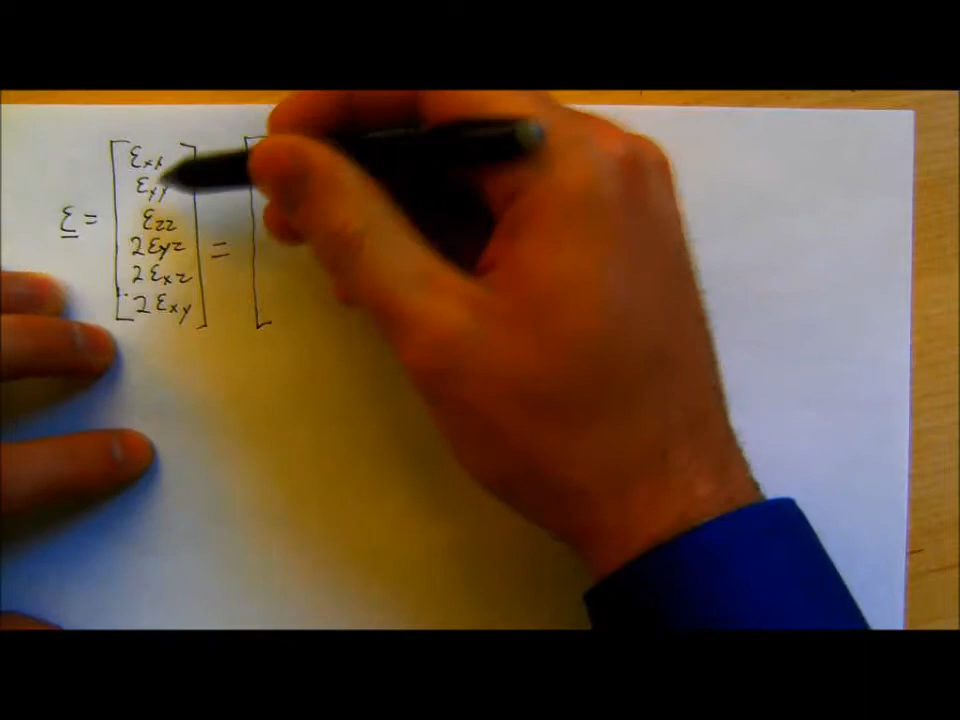 ε = [ εxx
εyy
εzz
2εyz
2εxz
2εxy ] = [